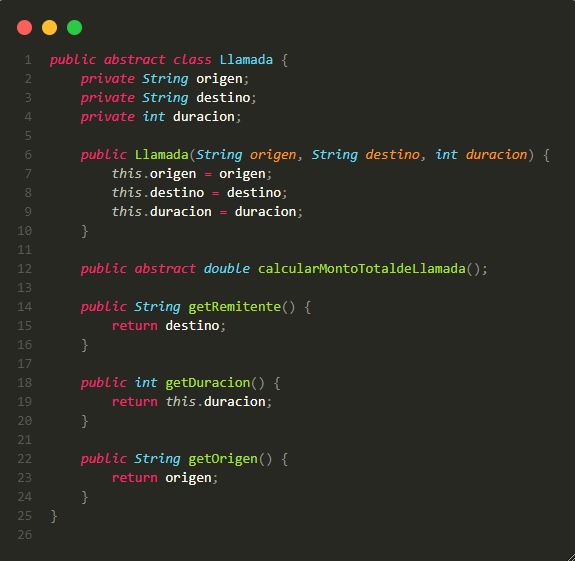 1 public abstract class Llamada {
2     private String origen;
3     private String destino;
4     private int duracion;
5
6     public Llamada(String origen, String destino, int duracion) {
7         this.origen = origen;
8         this.destino = destino;
9         this.duracion = duracion;
10     }
11
12     public abstract double calcularMontoTotaldeLlamada();
13
14     public String getRemitente() {
15         return destino;
16     }
17
18     public int getDuracion() {
19         return this.duracion;
20     }
21
22     public String getOrigen() {
23         return origen;
24     }
25 }
26